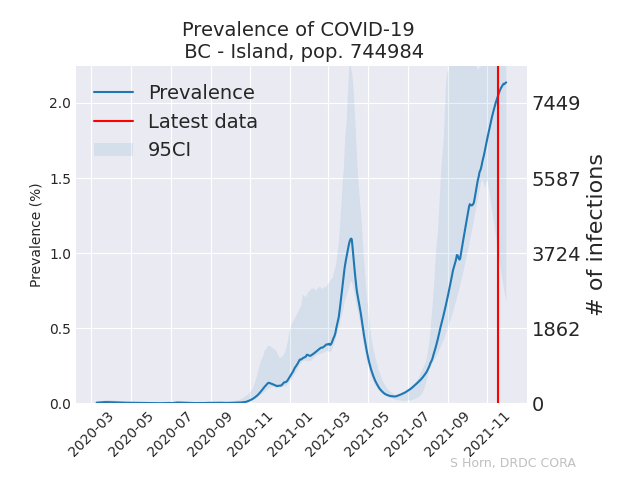 Prevalence of COVID-19
BC - Island, pop. 744984
Prevalence
Latest data
95CI
Prevalence (%)
2.0
1.5
1.0
0.5
0.0
7449
5587
3724
1862
0
# of infections
2020-03
2020-05
2020-07
2020-09
2020-11
2021-01
2021-03
2021-05
2021-07
2021-09
2021-11
S Horn, DRDC CORA